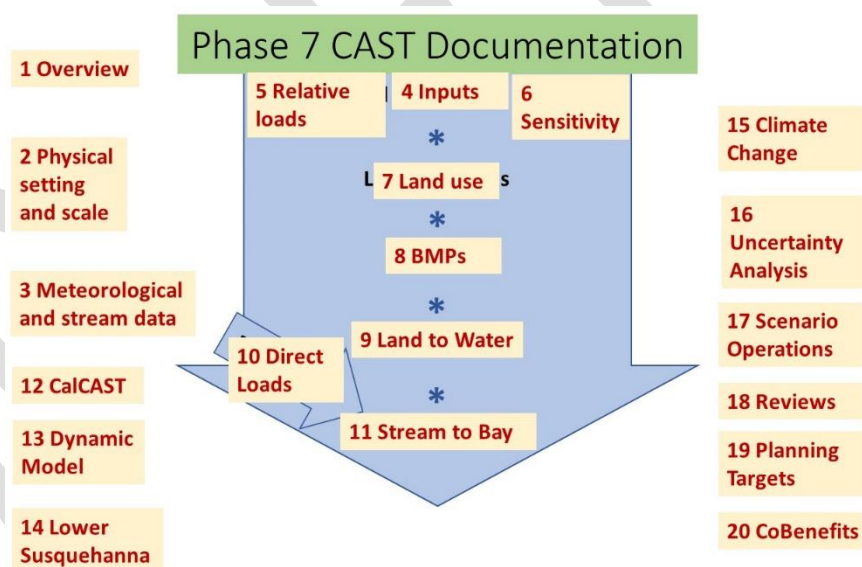 Phase 7 CAST Documentation
1 Overview
2 Physical
setting
and scale
3 Meteorological
and stream data
12 CalCAST
13 Dynamic
Model
14 Lower
Susquehanna
5 Relative
loads
4 Inputs
6
Sensitivity
*
7 Land use
*
8 BMPs
*
9 Land to Water
10 Direct
Loads
*
11 Stream to Bay
15 Climate
Change
16
Uncertainty
Analysis
17 Scenario
Operations
18 Reviews
19 Planning
Targets
20 CoBenefits